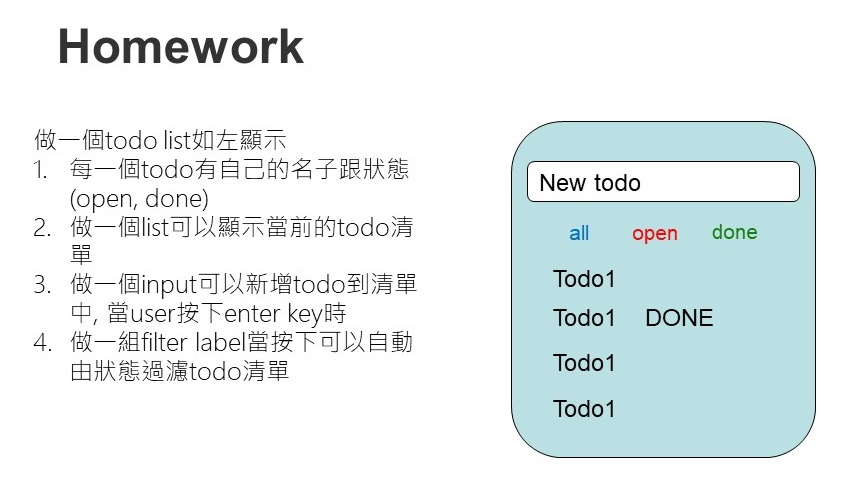 Homework
做一個todo list如左顯示
1. 每一個todo有自己的名子跟狀態
(open, done)
2. 做一個list可以顯示當前的todo清
單
3. 做一個input可以新增todo到清單
中, 當user按下enter key時
4. 做一組filter label當按下可以自動
由狀態過濾todo清單
New todo
all open done
Todo1
Todo1 DONE
Todo1
Todo1